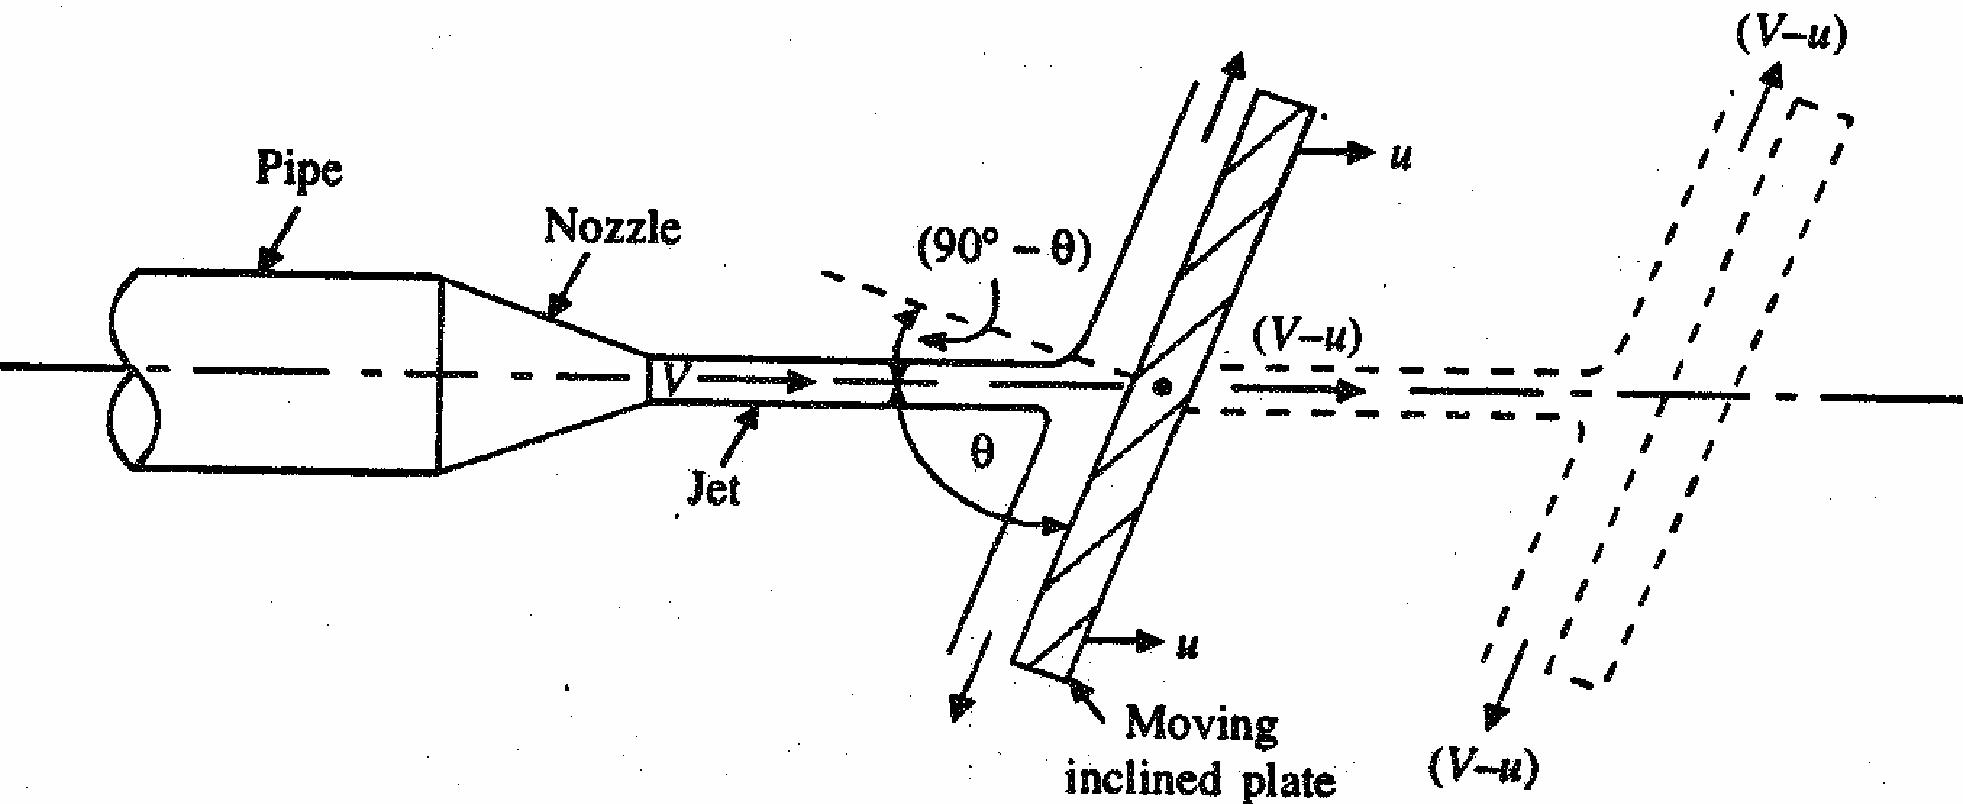 (V–u)
Pipe
Nozzle
(90° – θ)
u
(V–u)
V
θ
Jet
u
Moving
inclined plate
(V–u)